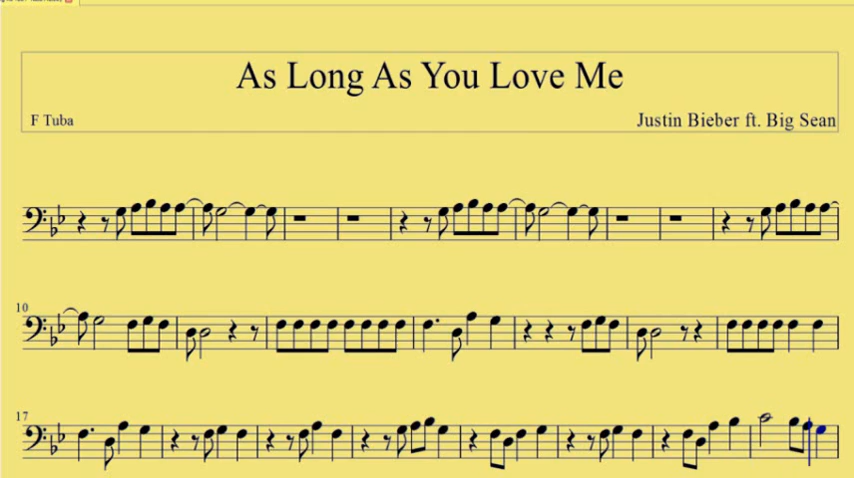 As Long As You Love Me
F Tuba
Justin Bieber ft. Big Sean
10
17